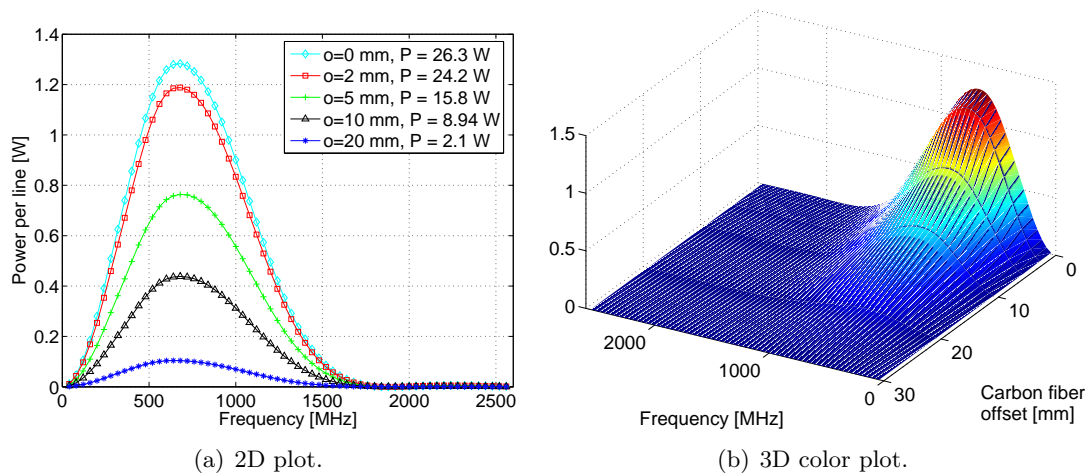 1.4
1.2
1
0.8
0.6
0.4
0.2
0
Power per line [W]
o=0 mm, P = 26.3 W
o=2 mm, P = 24.2 W
o=5 mm, P = 15.8 W
o=10 mm, P = 8.94 W
o=20 mm, P = 2.1 W
0 500 1000 1500 2000 2500
Frequency [MHz]
(a) 2D plot.
1.5
1
0.5
0
2000
1000
0
Frequency [MHz]
0
10
20
30
Carbon fiber
offset [mm]
(b) 3D color plot.